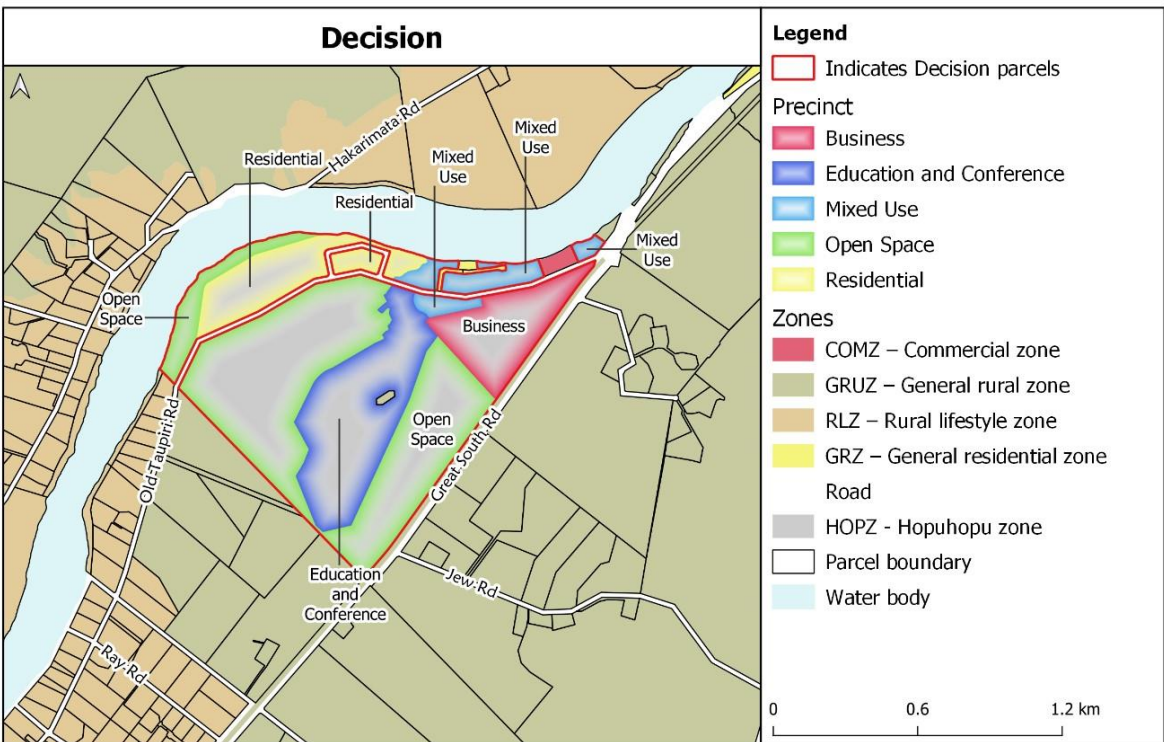 Decision
Hakarimata Rd
Mixed
Use
Residential
Mixed
Use
Residential
Mixed
Use
Open
Space
Mixed
Use
Business
Open
Space
Great South Rd
Old Taupiri Rd
Education
and
Conference
Jew Rd
Ray Rd
Legend
Indicates Decision parcels
Precinct
Business
Education and Conference
Mixed Use
Open Space
Residential
Zones
COMZ – Commercial zone
GRUZ – General rural zone
RLZ – Rural lifestyle zone
GRZ – General residential zone
Road
HOPZ - Hopuhopu zone
Parcel boundary
Water body
0 0.6 1.2 km